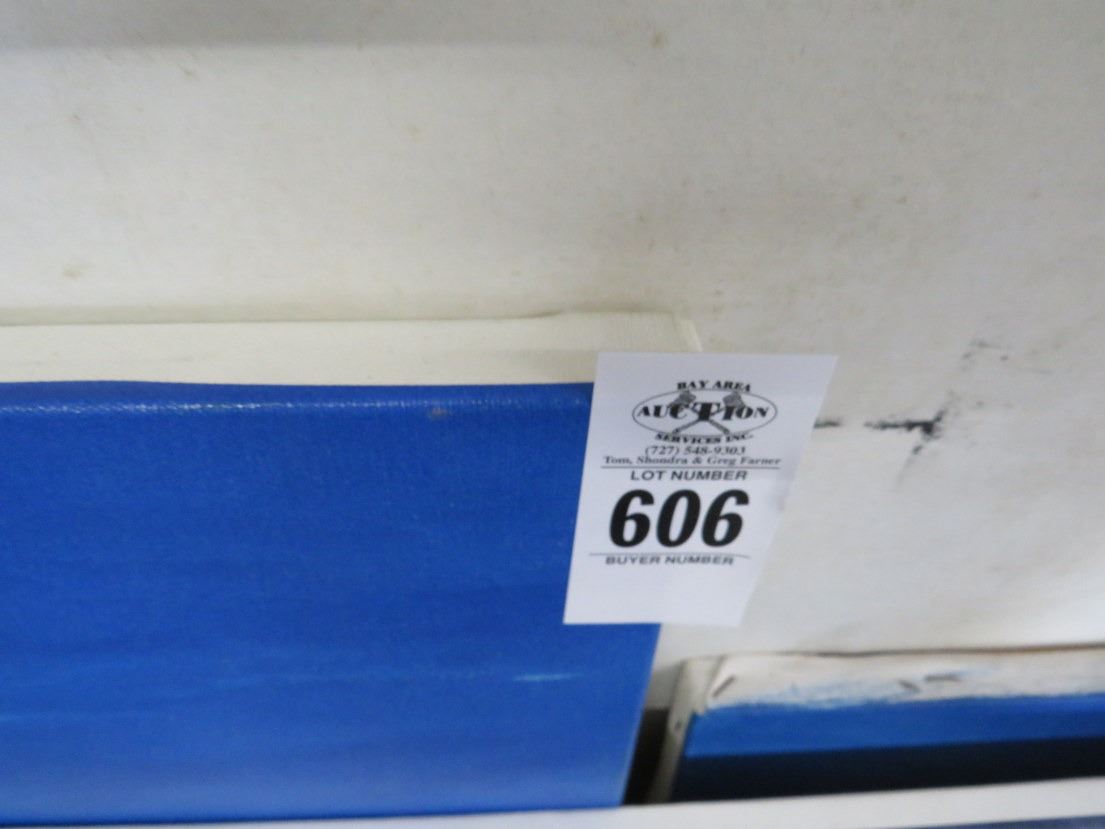 BAY AREA
AUCTION
SERVICES INC.
(727) 548-9303
Tom, Shondra & Greg Farner
LOT NUMBER
606
BUYER NUMBER